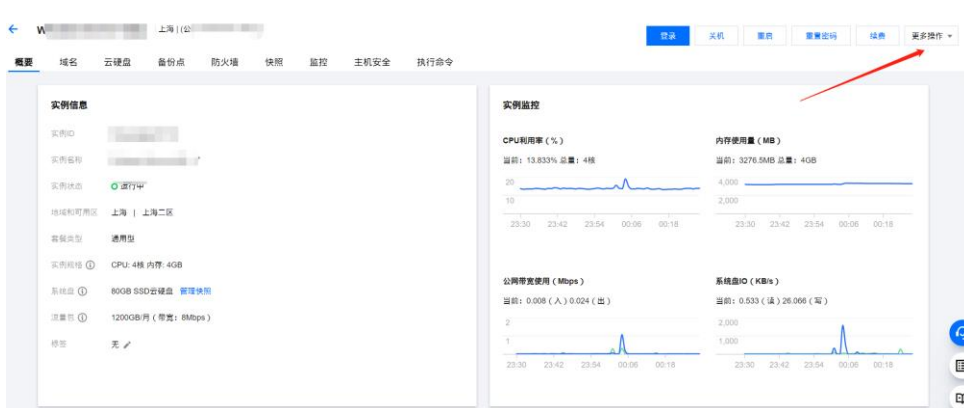 上海 | (公
登录 关机 重启 重置密码 续费 更多操作
概要 域名 云硬盘 备份点 防火墙 快照 监控 主机安全 执行命令
实例信息
实例ID
实例名称
实例状态 运行中
地域和可用区 上海 | 上海二区
套餐类型 通用型
实例规格 CPU: 4核 内存: 4GB
系统盘 80GB SSD云硬盘 管理快照
流量包 1200GB/月 ( 带宽: 8Mbps )
标签 无
实例监控
CPU利用率 ( % )
当前: 13.833% 总量: 4核
20
10
23:30 23:42 23:54 00:06 00:18
内存使用量 ( MB )
当前: 3276.5MB 总量: 4GB
4,000
2,000
23:30 23:42 23:54 00:06 00:18
公网带宽使用 ( Mbps )
当前: 0.008 ( 入 ) 0.024 ( 出 )
2
1
23:30 23:42 23:54 00:06 00:18
系统盘IO ( KB/s )
当前: 0.533 ( 读 ) 26.066 ( 写 )
2,000
1,000
23:30 23:42 23:54 00:06 00:18